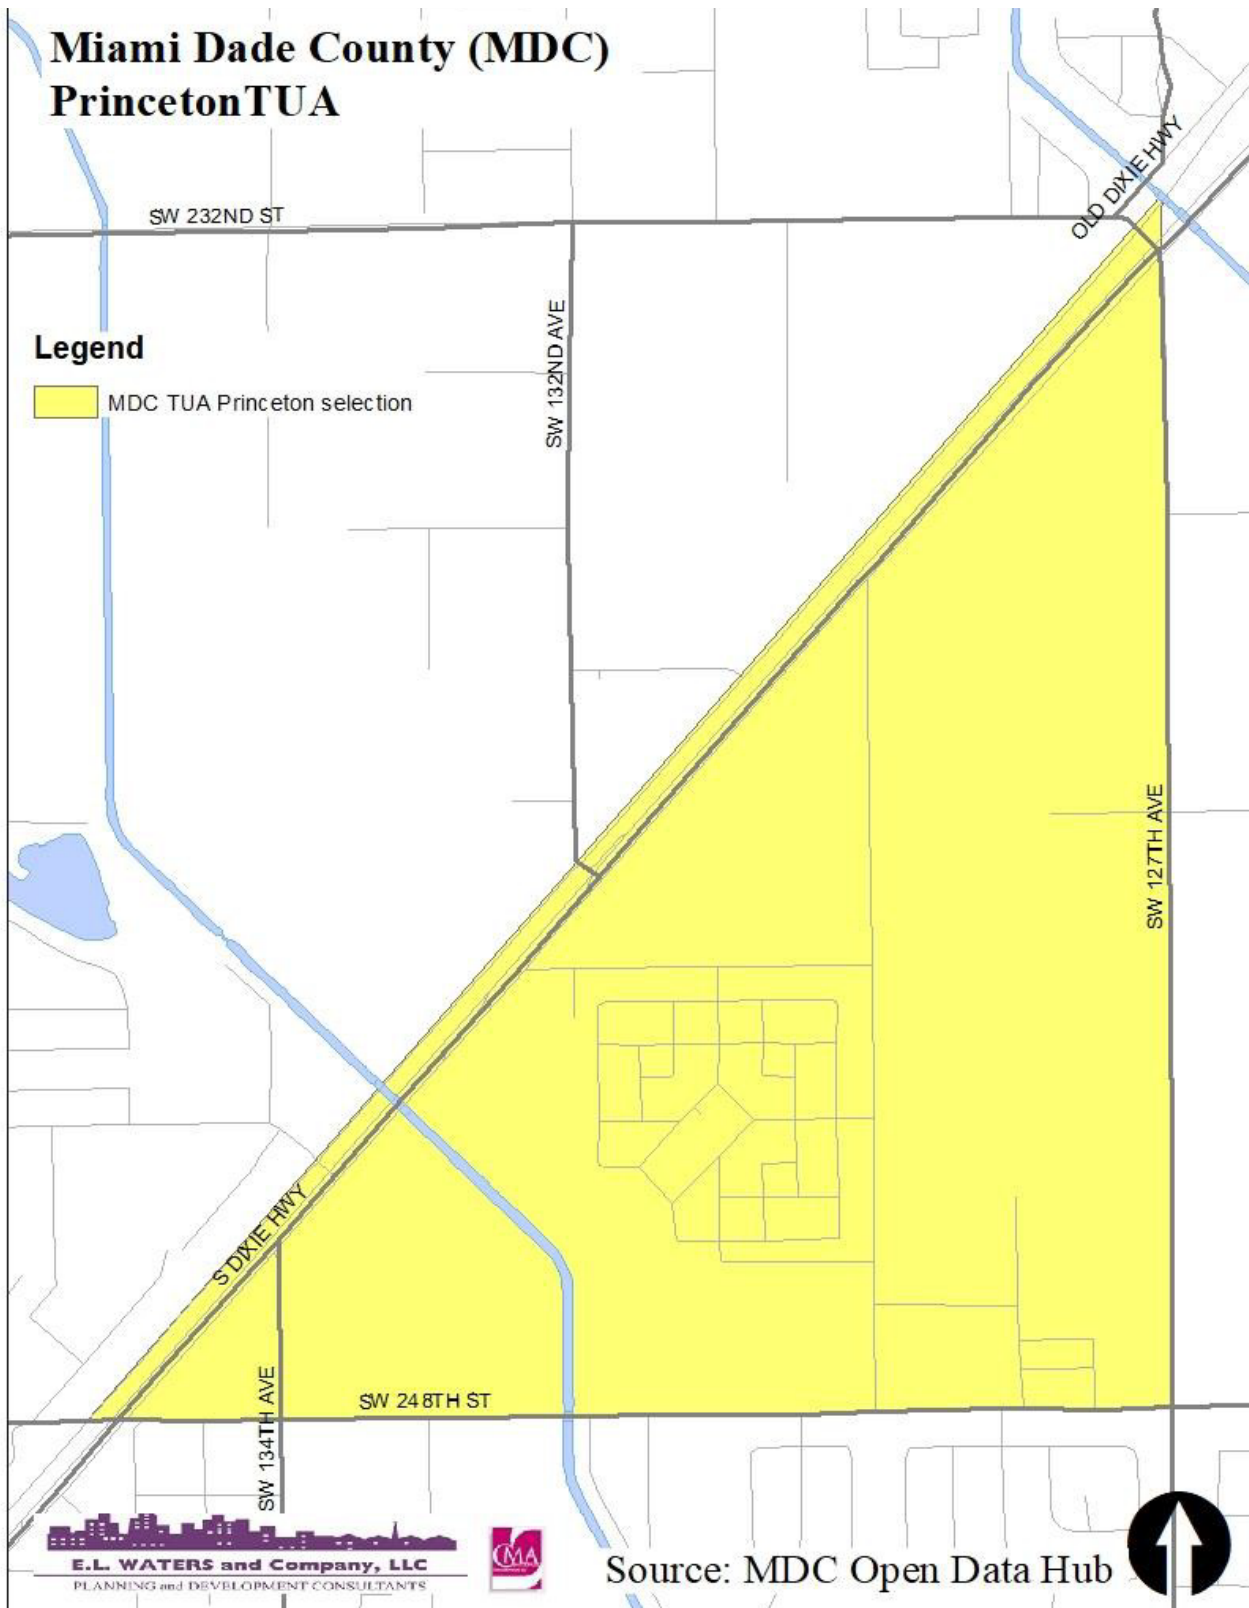 Miami Dade County (MDC)
PrincetonTUA
OLD DIXIE HWY
SW 232ND ST
SW 132ND AVE
Legend
MDC TUA Princeton selection
SW 127TH AVE
S DIXIE HWY
SW 134TH AVE
SW 248TH ST
E.L. WATERS and Company, LLC
PLANNING and DEVELOPMENT CONSULTANTS
CMA
Source: MDC Open Data Hub